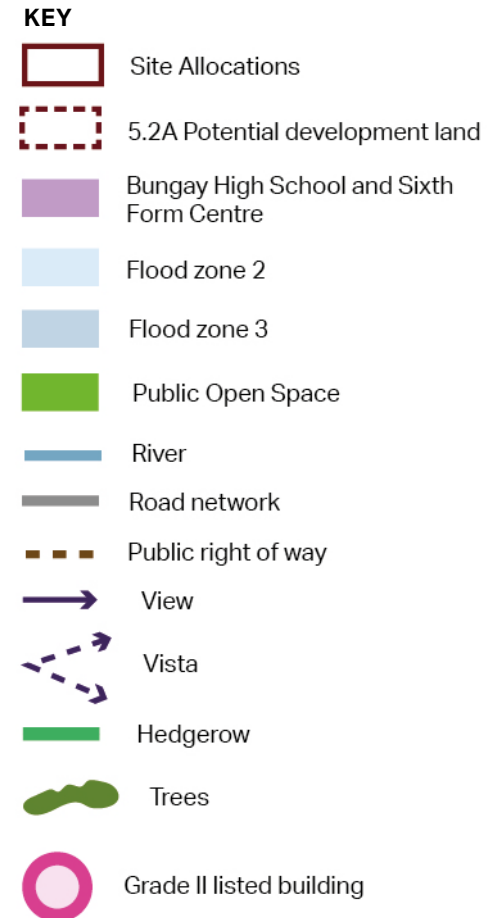 KEY
Site Allocations
5.2A Potential development land
Bungay High School and Sixth
Form Centre
Flood zone 2
Flood zone 3
Public Open Space
River
Road network
Public right of way
View
Vista
Hedgerow
Trees
Grade II listed building